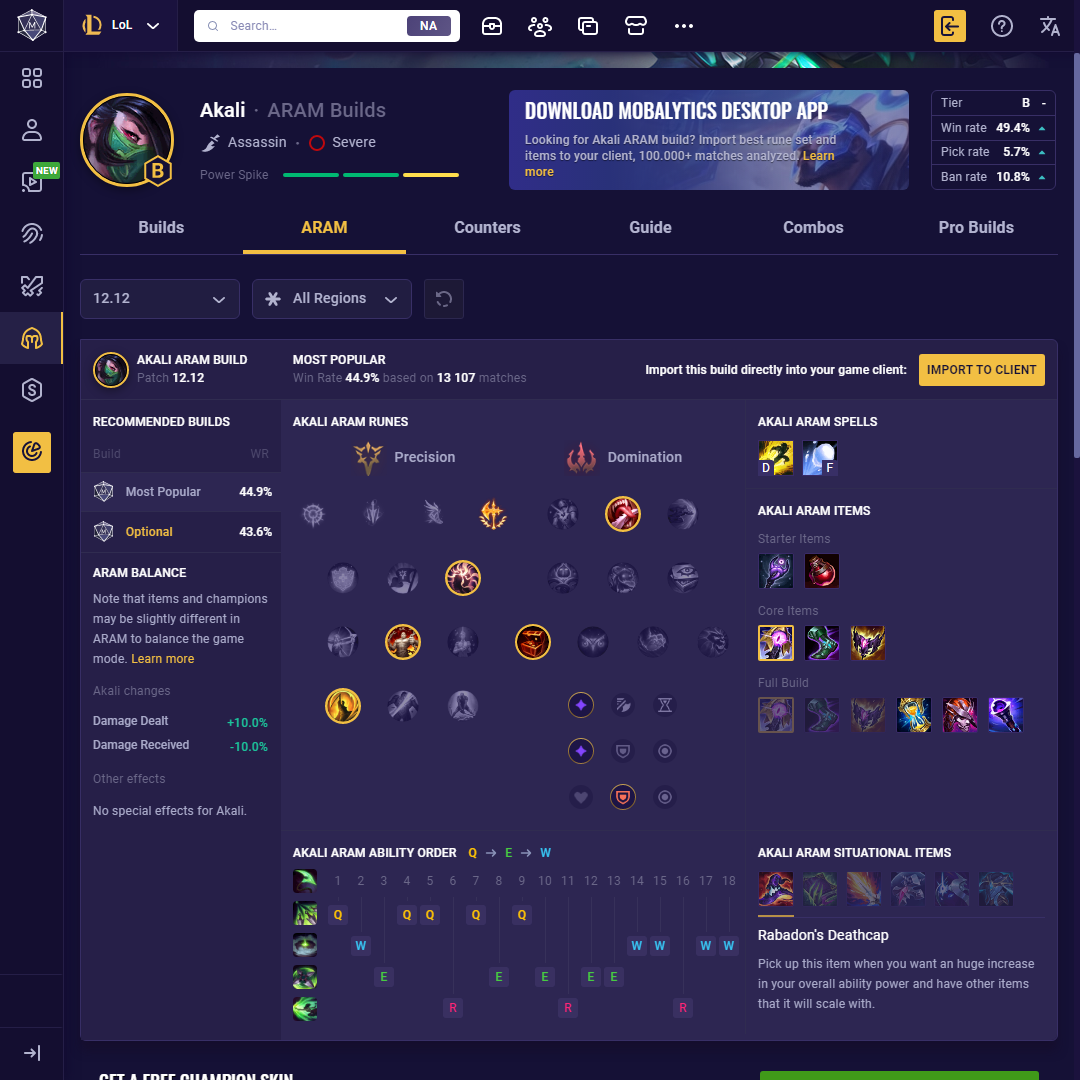 LoL
Search...
NA
NEW
Akali · ARAM Builds
Assassin · Severe
Power Spike
B
DOWNLOAD MOBALYTICS DESKTOP APP
Looking for Akali ARAM build? Import best rune set and
items to your client, 100.000+ matches analyzed. Learn
more
Tier B -
Win rate 49.4%
Pick rate 5.7%
Ban rate 10.8%
Builds
ARAM
Counters
Guide
Combos
Pro Builds
12.12
All Regions
AKALI ARAM BUILD
Patch 12.12
MOST POPULAR
Win Rate 44.9% based on 13 107 matches
Import this build directly into your game client:
IMPORT TO CLIENT
RECOMMENDED BUILDS
Build WR
Most Popular 44.9%
Optional 43.6%
ARAM BALANCE
Note that items and champions
may be slightly different in
ARAM to balance the game
mode. Learn more
Akali changes
Damage Dealt +10.0%
Damage Received -10.0%
Other effects
No special effects for Akali.
AKALI ARAM RUNES
Precision
Domination
AKALI ARAM SPELLS
D
F
AKALI ARAM ITEMS
Starter Items
Core Items
Full Build
AKALI ARAM ABILITY ORDER Q → E → W
1 2 3 4 5 6 7 8 9 10 11 12 13 14 15 16 17 18
Q Q Q Q Q
W W W W W
E E E E E
R R R
AKALI ARAM SITUATIONAL ITEMS
Rabadon's Deathcap
Pick up this item when you want an huge increase
in your overall ability power and have other items
that it will scale with.
GET A FREE CHAMPION SKIN